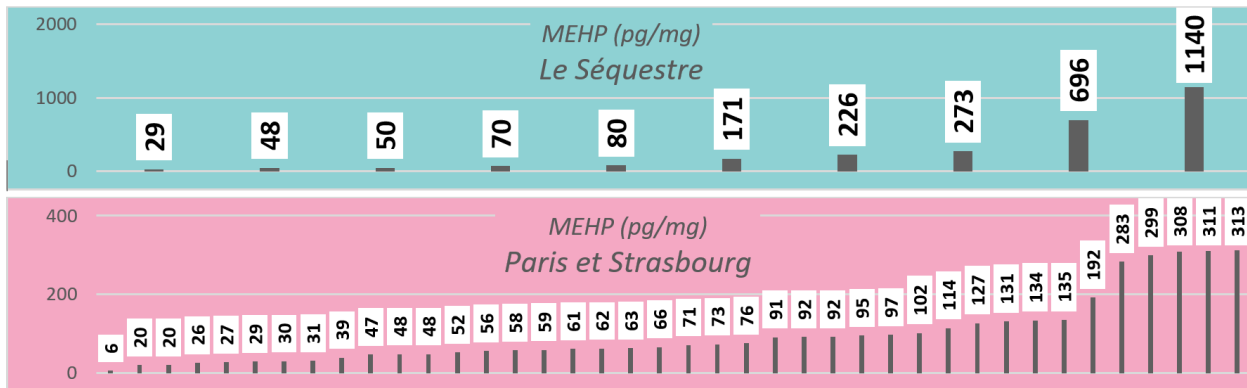 2000
MEHP (pg/mg)
Le Séquestre
1000
0
29 48 50 70 80 171 226 273 696 1140
400
MEHP (pg/mg)
Paris et Strasbourg
200
0
6 20 20 26 27 29 30 31 39 47 48 48 52 56 58 59 61 62 63 66 71 73 76 91 92 92 95 97 102 114 127 131 134 135 192 283 299 308 311 313